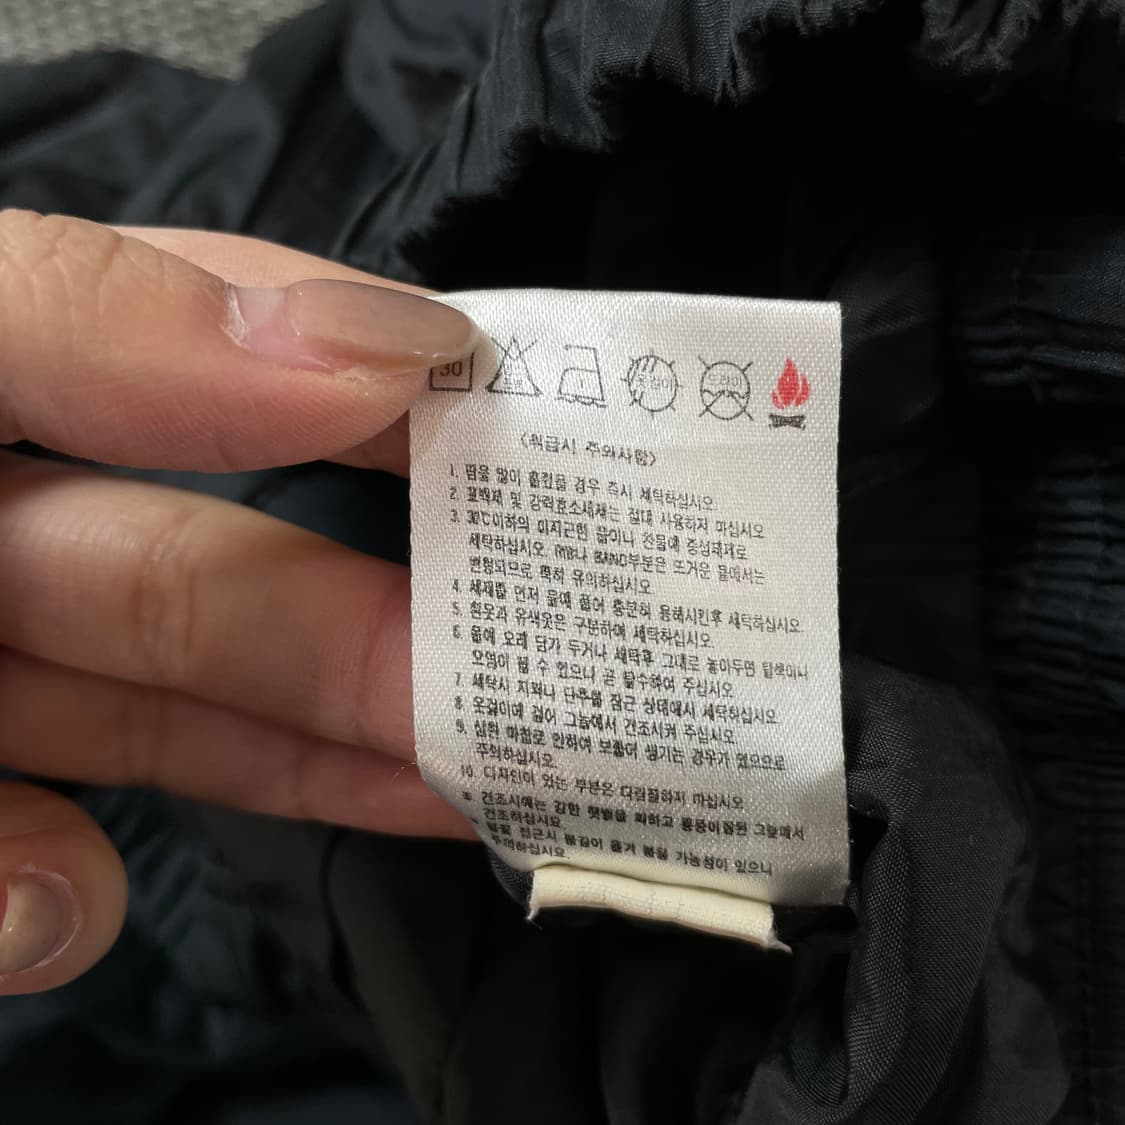 30
드라이
<취급시 주의사항>
1. 땀을 많이 흘렸을 경우 즉시 세탁하십시오.
2. 표백제 및 강력효소세제는 절대 사용하지 마십시오
3. 30℃이하의 미지근한 물이나 찬물에 중성세제로
세탁하십시오. RIB나 BAND부분은 뜨거운 물에서는
변형되므로 특히 유의하십시오
4. 세제를 먼저 물에 풀어 충분히 용해시킨후 세탁하십시오.
5. 흰옷과 유색옷은 구분하여 세탁하십시오.
6. 물에 오래 담가 두거나 세탁후 그대로 놓아두면 탈색이나
오염이 될 수 있으니 곧 탈수하여 주십시오
7. 세탁시 지퍼나 단추를 잠근 상태에서 세탁하십시오
8. 옷걸이에 걸어 그늘에서 건조시켜 주십시오
9. 심한 마찰로 인하여 보풀이 생기는 경우가 있으므로
주의하십시오.
10. 디자인이 있는 부분은 다림질하지 마십시오
※ 건조시에는 강한 햇볕을 피하고 통풍이잘된 그늘에서
건조하십시오
불꽃 접근시 불길이 옮겨 붙을 가능성이 있으니
주의하십시요.